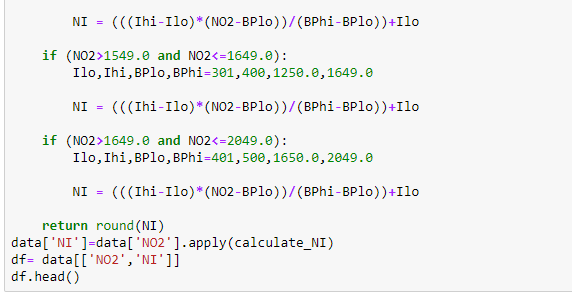 NI = (((Ihi-Ilo)*(NO2-BPlo))/(BPhi-BPlo))+Ilo
if (NO2>1549.0 and NO2<=1649.0):
Ilo,Ihi,BPlo,BPhi=301,400,1250.0,1649.0
NI = (((Ihi-Ilo)*(NO2-BPlo))/(BPhi-BPlo))+Ilo
if (NO2>1649.0 and NO2<=2049.0):
Ilo,Ihi,BPlo,BPhi=401,500,1650.0,2049.0
NI = (((Ihi-Ilo)*(NO2-BPlo))/(BPhi-BPlo))+Ilo
return round(NI)
data['NI']=data['NO2'].apply(calculate_NI)
df= data[['NO2','NI']]
df.head()